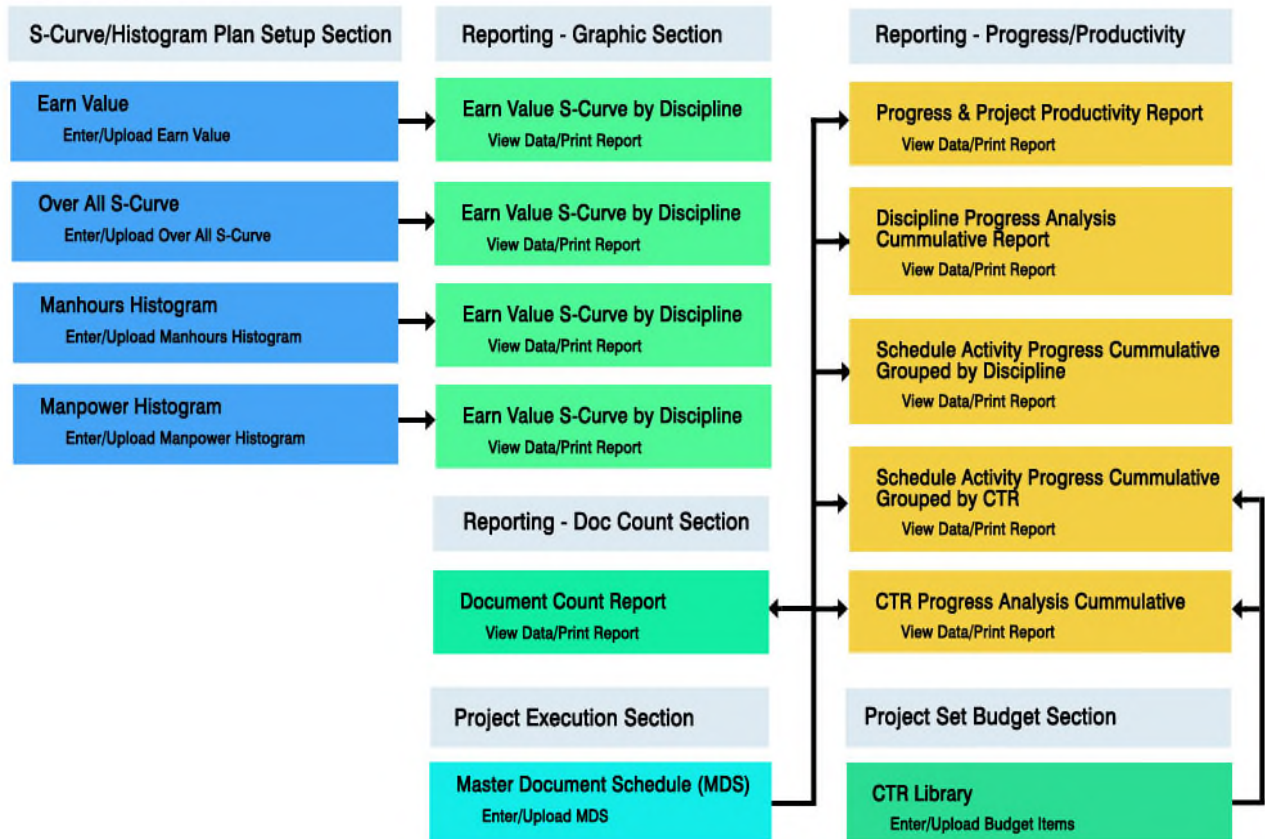 S-Curve/Histogram Plan Setup Section
Earn Value
Enter/Upload Earn Value
Over All S-Curve
Enter/Upload Over All S-Curve
Manhours Histogram
Enter/Upload Manhours Histogram
Manpower Histogram
Enter/Upload Manpower Histogram
Reporting - Graphic Section
Earn Value S-Curve by Discipline
View Data/Print Report
Earn Value S-Curve by Discipline
View Data/Print Report
Earn Value S-Curve by Discipline
View Data/Print Report
Earn Value S-Curve by Discipline
View Data/Print Report
Reporting - Doc Count Section
Document Count Report
View Data/Print Report
Project Execution Section
Master Document Schedule (MDS)
Enter/Upload MDS
Reporting - Progress/Productivity
Progress & Project Productivity Report
View Data/Print Report
Discipline Progress Analysis
Cummulative Report
View Data/Print Report
Schedule Activity Progress Cummulative
Grouped by Discipline
View Data/Print Report
Schedule Activity Progress Cummulative
Grouped by CTR
View Data/Print Report
CTR Progress Analysis Cummulative
View Data/Print Report
Project Set Budget Section
CTR Library
Enter/Upload Budget Items